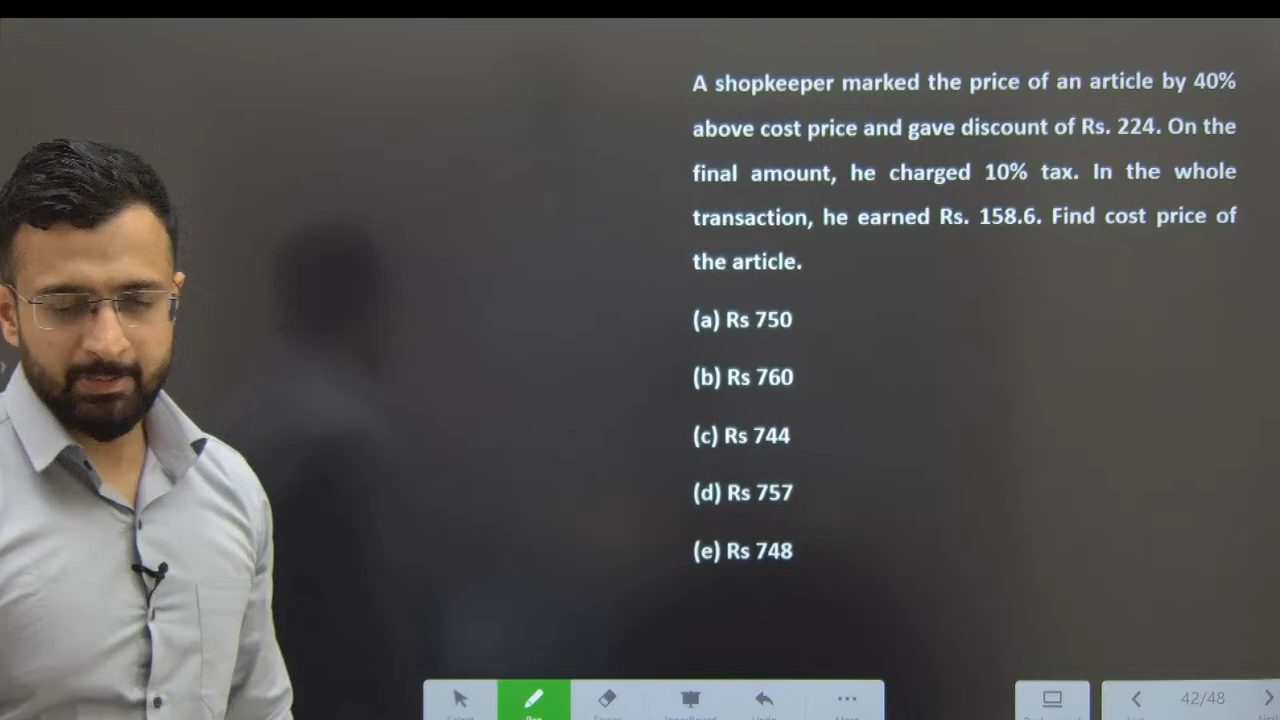 A shopkeeper marked the price of an article by 40%
above cost price and gave discount of Rs. 224. On the
final amount, he charged 10% tax. In the whole
transaction, he earned Rs. 158.6. Find cost price of
the article.
(a) Rs 750
(b) Rs 760
(c) Rs 744
(d) Rs 757
(e) Rs 748
42/48